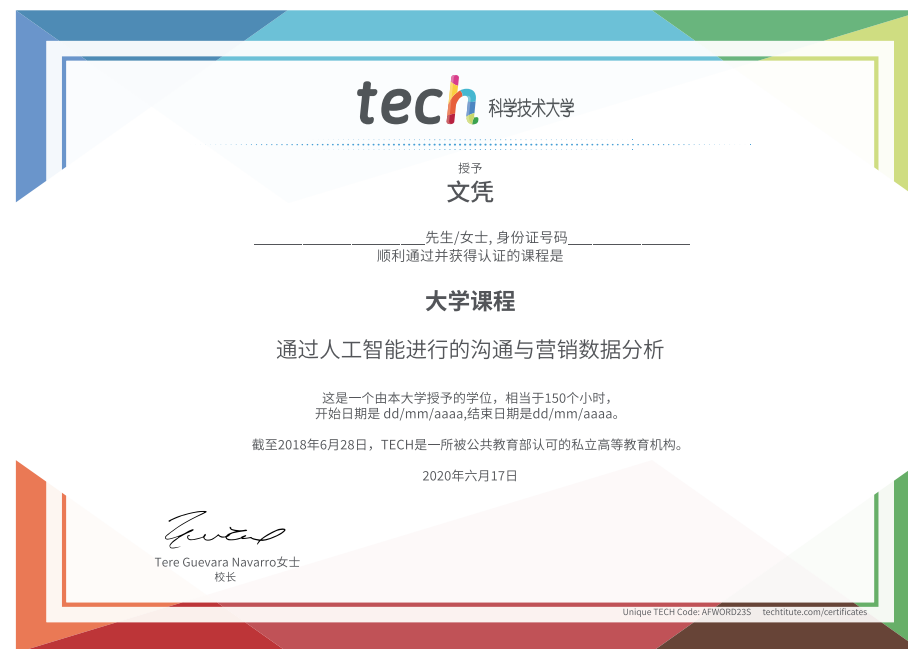 tech 科学技术大学
授予
文凭
______________________先生/女士, 身份证号码_______________
顺利通过并获得认证的课程是
大学课程
通过人工智能进行的沟通与营销数据分析
这是一个由本大学授予的学位，相当于150个小时，
开始日期是 dd/mm/aaaa,结束日期是dd/mm/aaaa。
截至2018年6月28日，TECH是一所被公共教育部认可的私立高等教育机构。
2020年六月17日
Tere Guevara Navarro女士
校长
Unique TECH Code: AFWORD23S techtitute.com/certificates